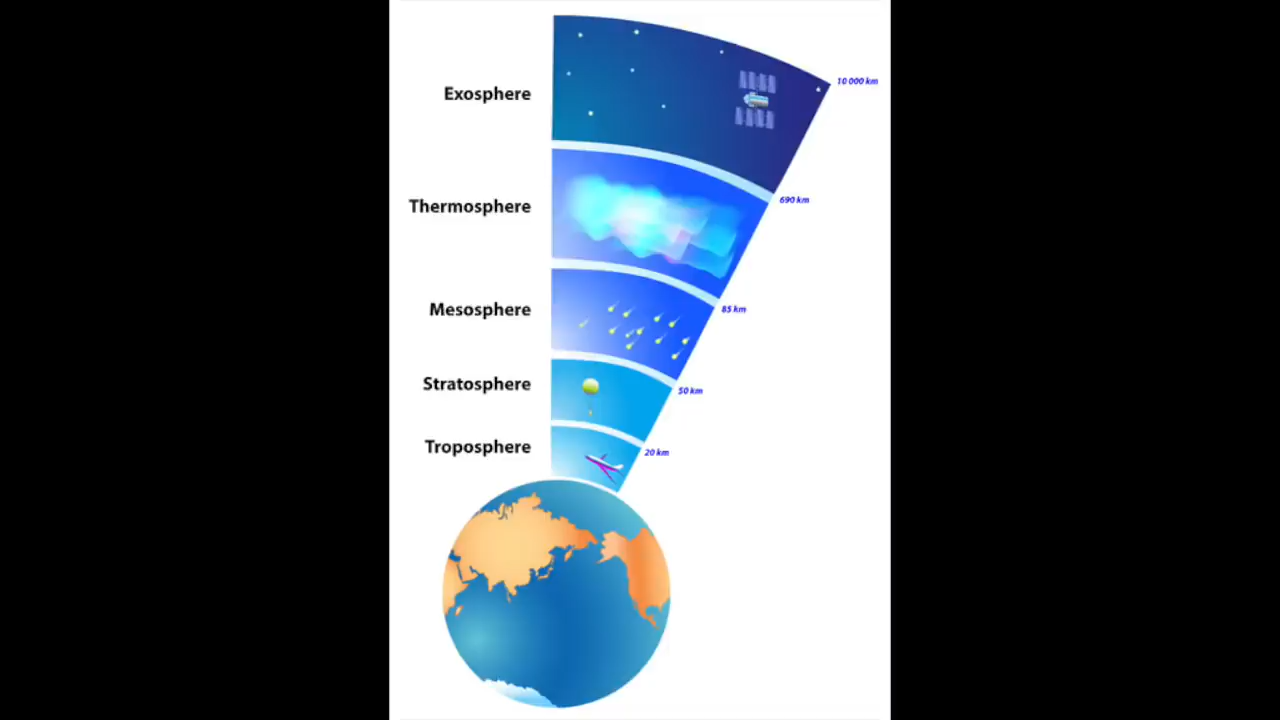 10 000 km
Exosphere
690 km
Thermosphere
85 km
Mesosphere
50 km
Stratosphere
20 km
Troposphere